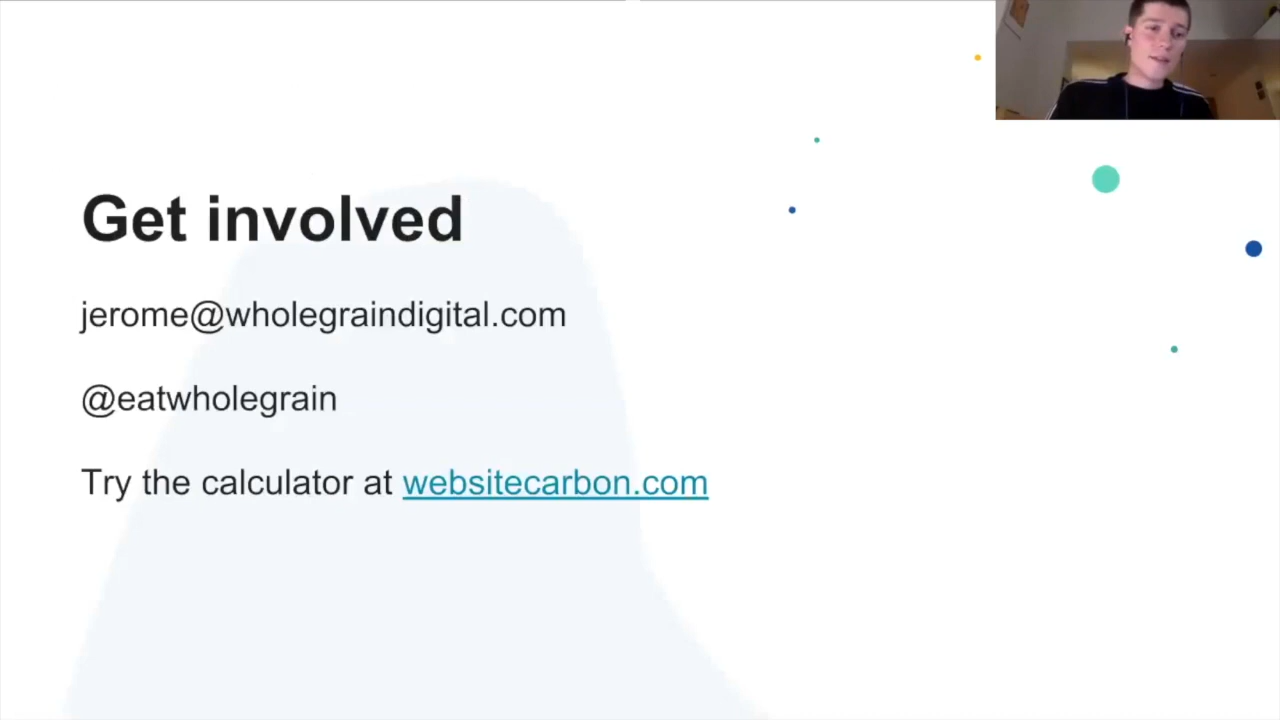 Get involved
jerome@wholegraindigital.com
@eatwholegrain
Try the calculator at websitecarbon.com